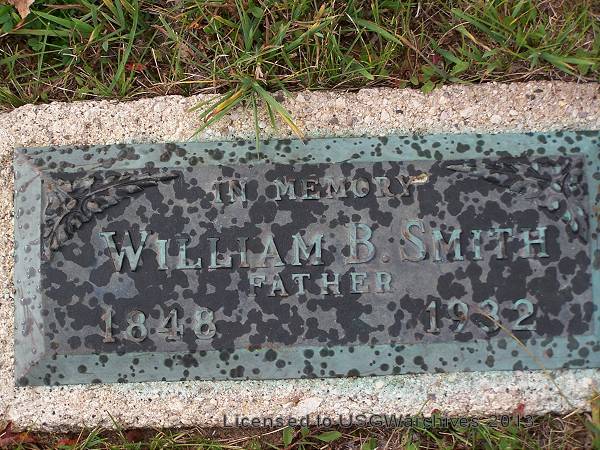 IN MEMORY
WILLIAM B. SMITH
FATHER
1848 1932
Licensed to USGWarchives 2013